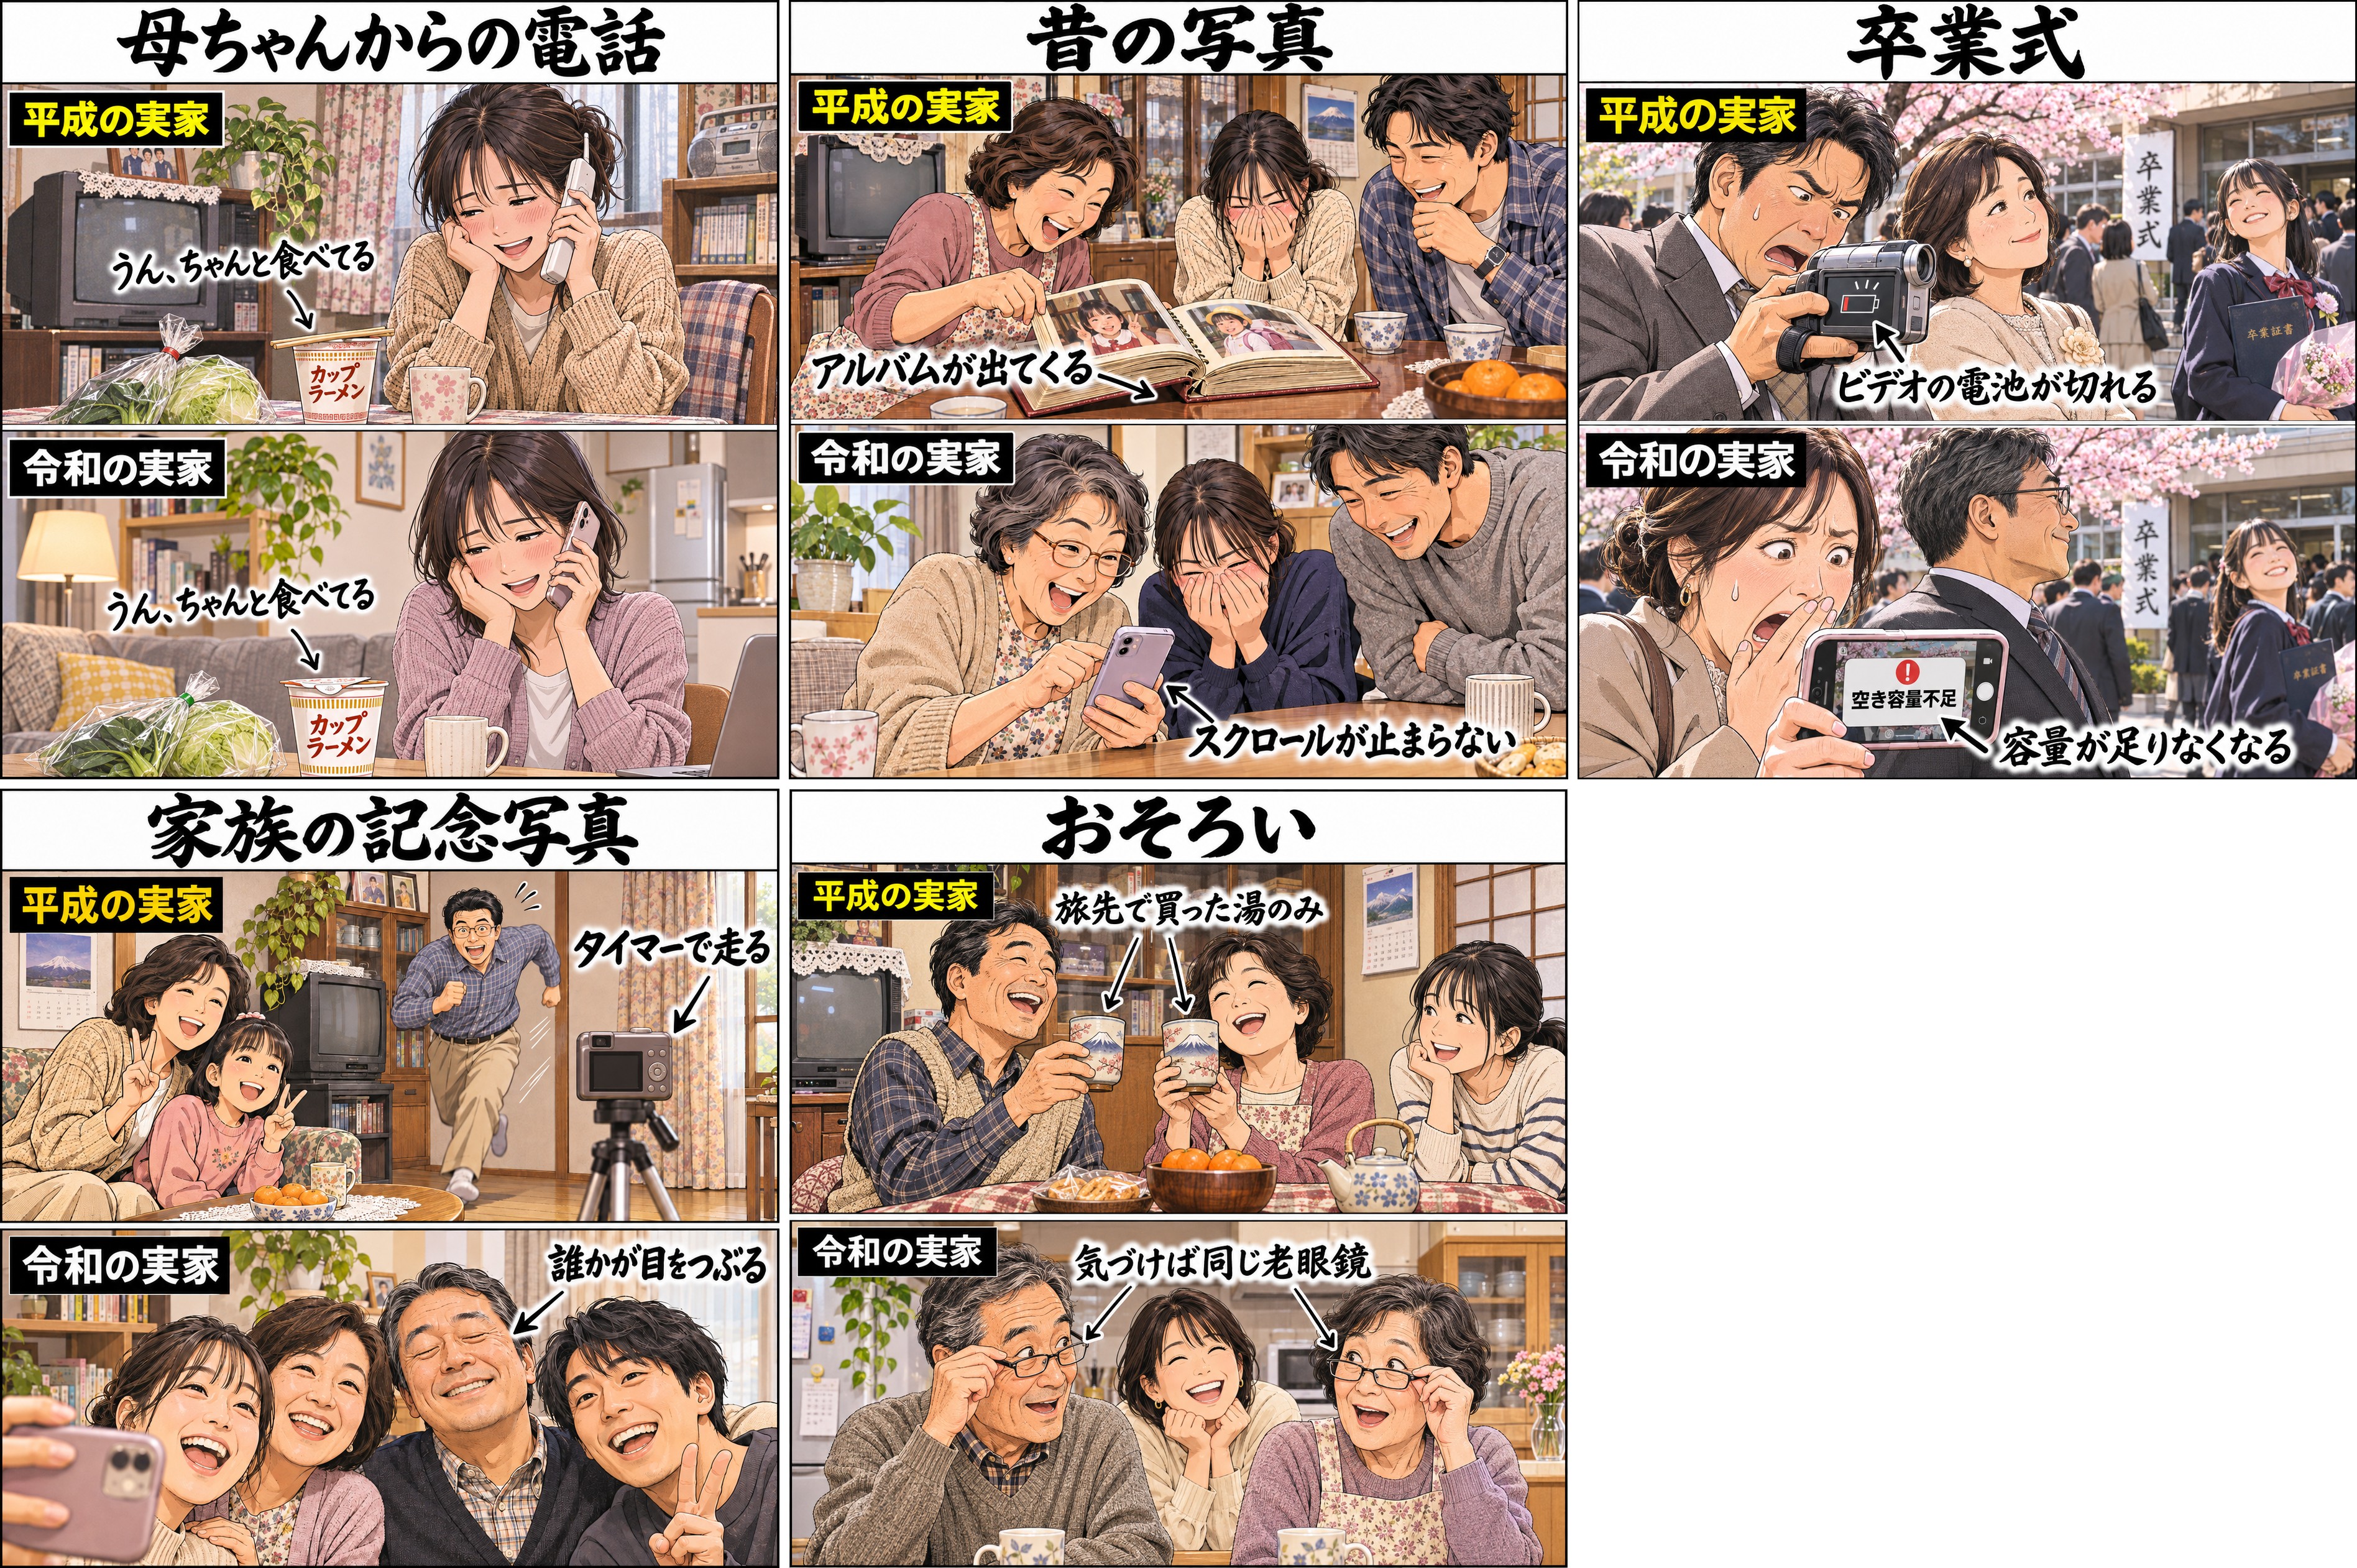 母ちゃんからの電話
平成の実家
うん、ちゃんと食べてる
カップ
ラーメン
令和の実家
うん、ちゃんと食べてる
カップ
ラーメン
昔の写真
平成の実家
アルバムが出てくる
令和の実家
スクロールが止まらない
卒業式
平成の実家
卒業式
卒業証書
ビデオの電池が切れる
令和の実家
卒業式
卒業証書
!
空き容量不足
容量が足りなくなる
家族の記念写真
平成の実家
タイマーで走る
令和の実家
誰かが目をつぶる
おそろい
平成の実家
旅先で買った湯のみ
令和の実家
気づけば同じ老眼鏡